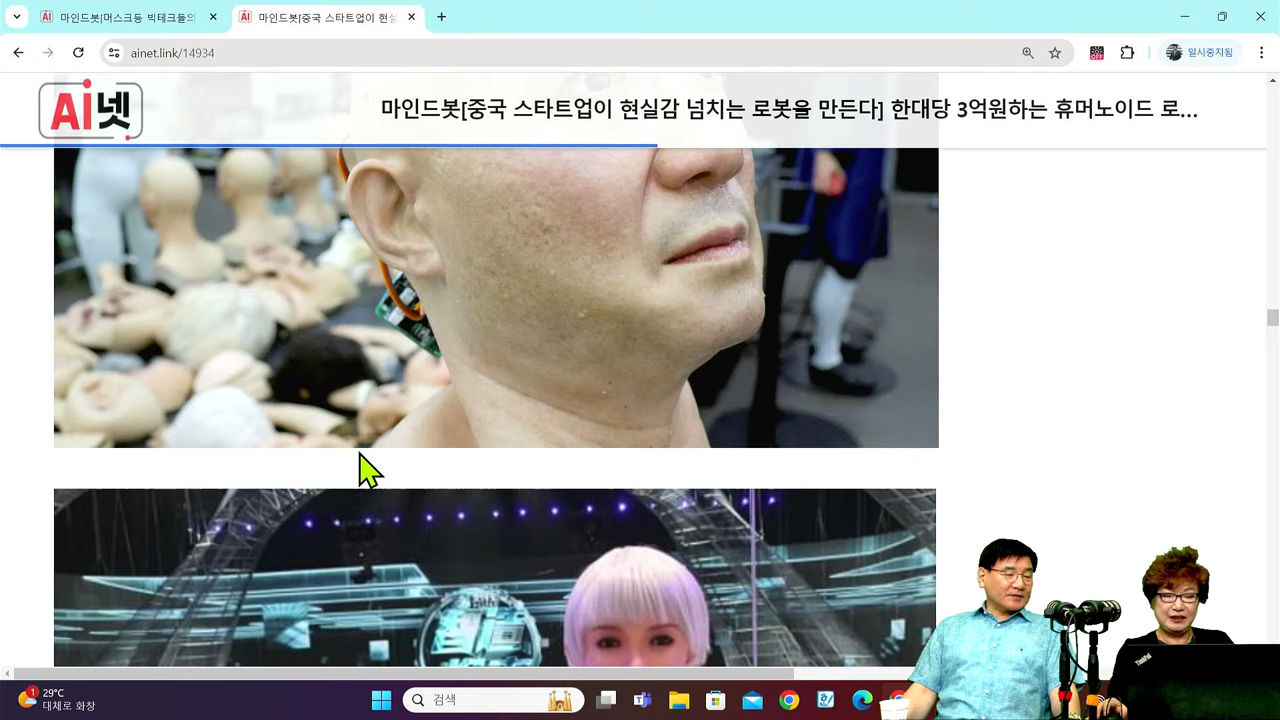 마인드봇[머스크등 빅테크들의
마인드봇[중국 스타트업이 현실
ainet.link/14934
OFF
일시중지됨
Ai넷
마인드봇[중국 스타트업이 현실감 넘치는 로봇을 만든다] 한대당 3억원하는 휴머노이드 로...
1
29°C
대체로 화창
검색
ThinkPad